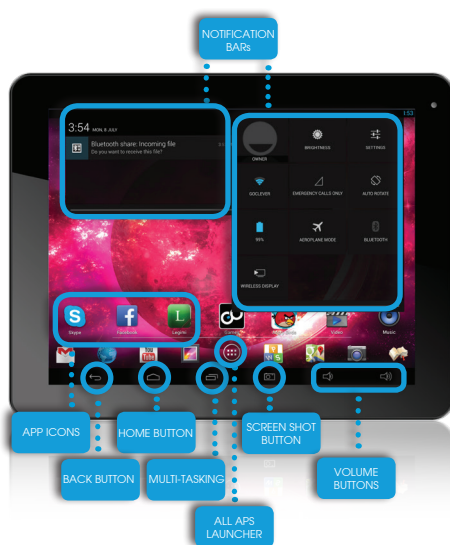 NOTIFICATION
BARs
1:53
3:54 MON, 8 JULY
Bluetooth share: Incoming file
Do you want to receive this file?
OWNER
BRIGHTNESS
SETTINGS
GOCLEVER
EMERGENCY CALLS ONLY
AUTO ROTATE
99%
AEROPLANE MODE
BLUETOOTH
WIRELESS DISPLAY
Skype
Facebook
Video
Music
You
Tube
APP ICONS
HOME BUTTON
SCREEN SHOT
BUTTON
BACK BUTTON
MULTI-TASKING
VOLUME
BUTTONS
ALL APS
LAUNCHER